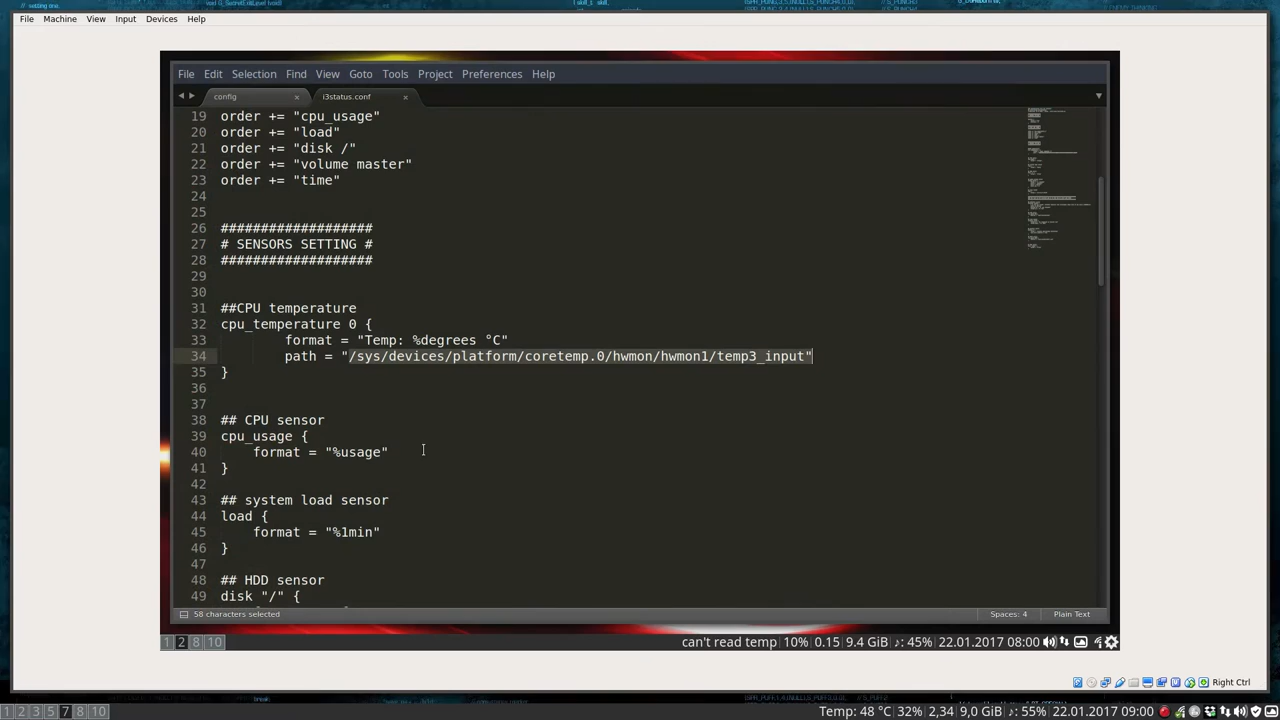 Machine View Input Devices Help
File
File Edit Selection Find View Goto Tools Project Preferences Help
config
i3status.conf
19 order += "cpu_usage"
20 order += "load"
21 order += "disk /"
22 order += "volume master"
23 order += "time"
24
25
26 ###################
27 # SENSORS SETTING #
28 ###################
29
30
31 ##CPU temperature
32 cpu_temperature 0 {
33 format = "Temp: %degrees °C"
34 path = "/sys/devices/platform/coretemp.0/hwmon/hwmon1/temp3_input"
35 }
36
37
38 ## CPU sensor
39 cpu_usage {
40 format = "%usage"
41 }
42
43 ## system load sensor
44 load {
45 format = "%1min"
46 }
47
48 ## HDD sensor
49 disk "/" {
58 characters selected
Spaces: 4
Plain Text
1 2 8 10
can't read temp 10% 0.15 9.4 GiB ♪: 45% 22.01.2017 08:00
Right Ctrl
1 2 3 5 7 8 10
Temp: 48 °C 32% 2,34 9,0 GiB ♪: 55% 22.01.2017 09:00